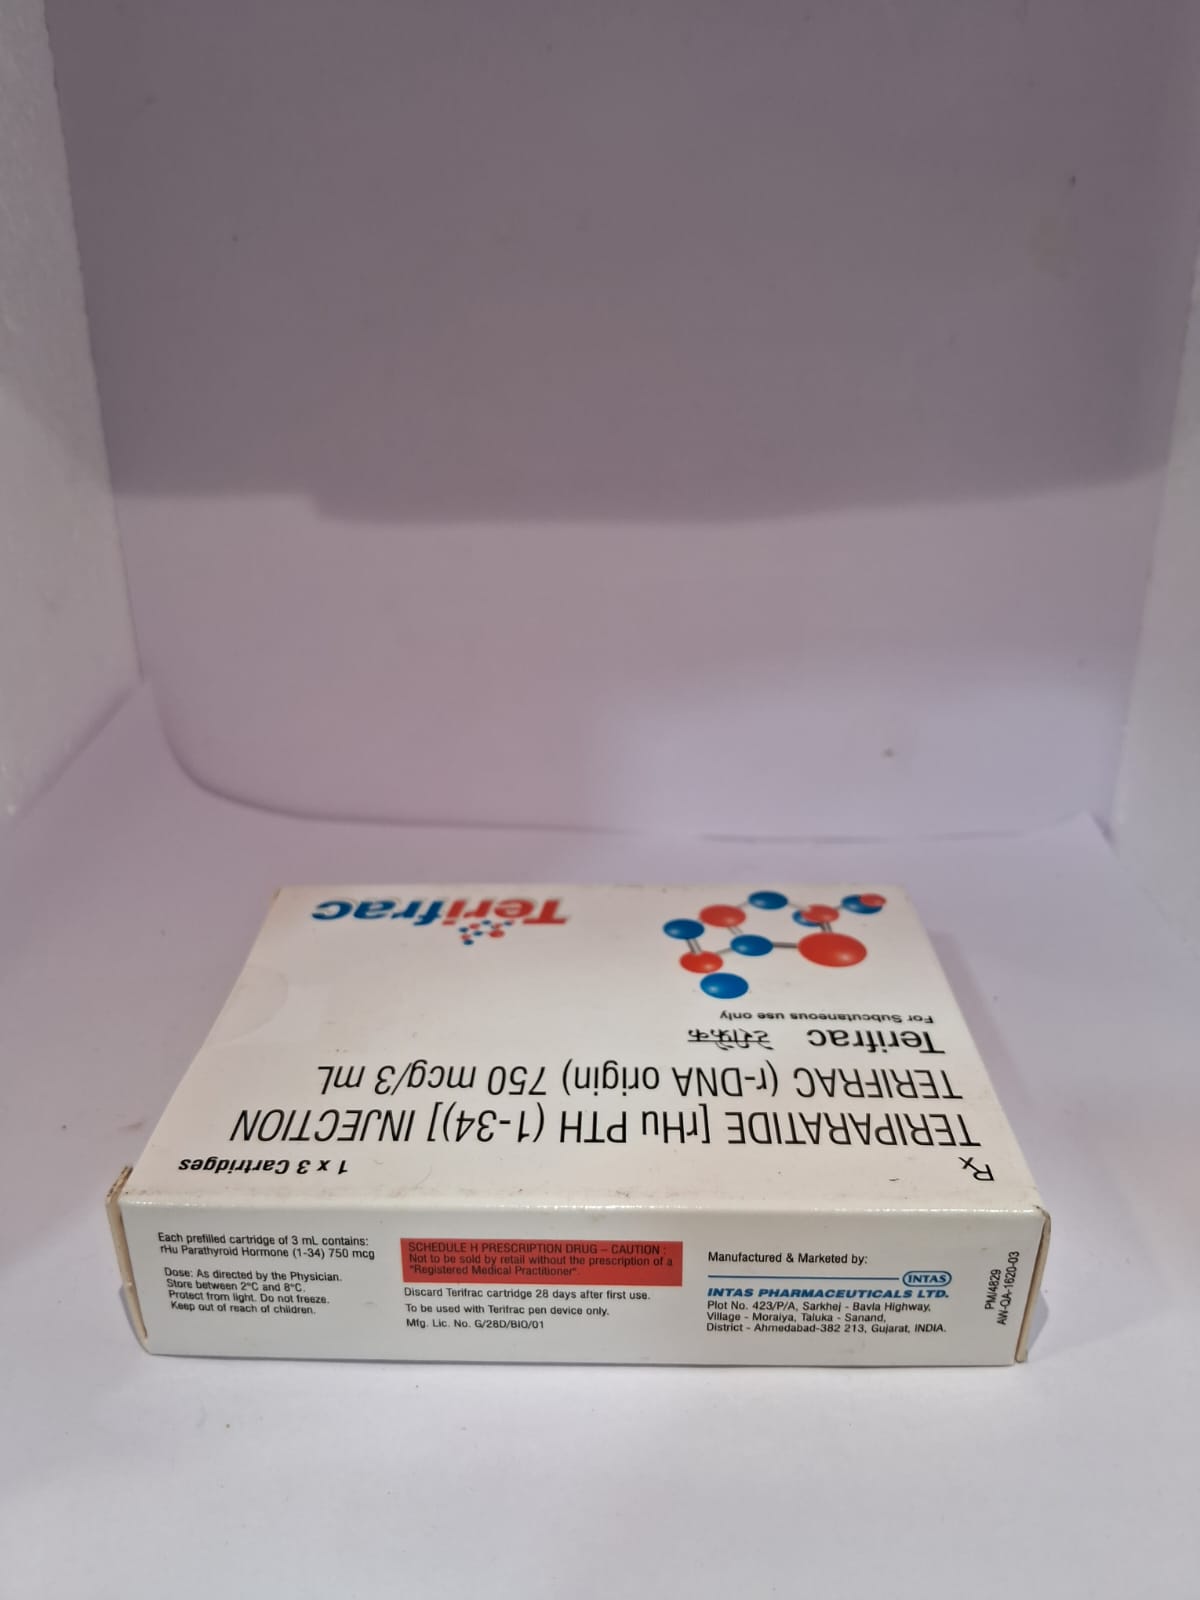 Rx
1 x 3 Cartridges
TERIPARATIDE [rHu PTH (1-34)] INJECTION
TERIFRAC (r-DNA origin) 750 mcg/3 mL
Terifrac टेरीफ्रेक
For Subcutaneous use only
Terifrac
Each prefilled cartridge of 3 mL contains:
rHu Parathyroid Hormone (1-34) 750 mcg
Dose: As directed by the Physician.
Store between 2°C and 8°C.
Protect from light. Do not freeze.
Keep out of reach of children.
SCHEDULE H PRESCRIPTION DRUG – CAUTION :
Not to be sold by retail without the prescription of a
"Registered Medical Practitioner".
Discard Terifrac cartridge 28 days after first use.
To be used with Terifrac pen device only.
Mfg. Lic. No. G/28D/BIO/01
Manufactured & Marketed by:
INTAS
INTAS PHARMACEUTICALS LTD.
Plot No. 423/P/A, Sarkhej - Bavla Highway,
Village - Moraiya, Taluka - Sanand,
District - Ahmedabad-382 213, Gujarat, INDIA.
PM/4829
AW-QA-1620-03